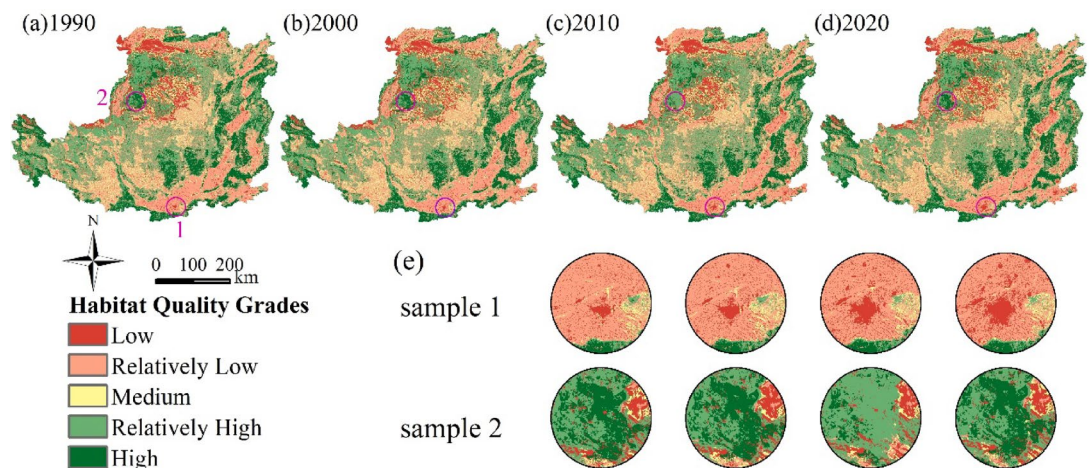 (a)1990
(b)2000
(c)2010
(d)2020
2
1
N
0 100 200
km
Habitat Quality Grades
Low
Relatively Low
Medium
Relatively High
High
(e)
sample 1
sample 2